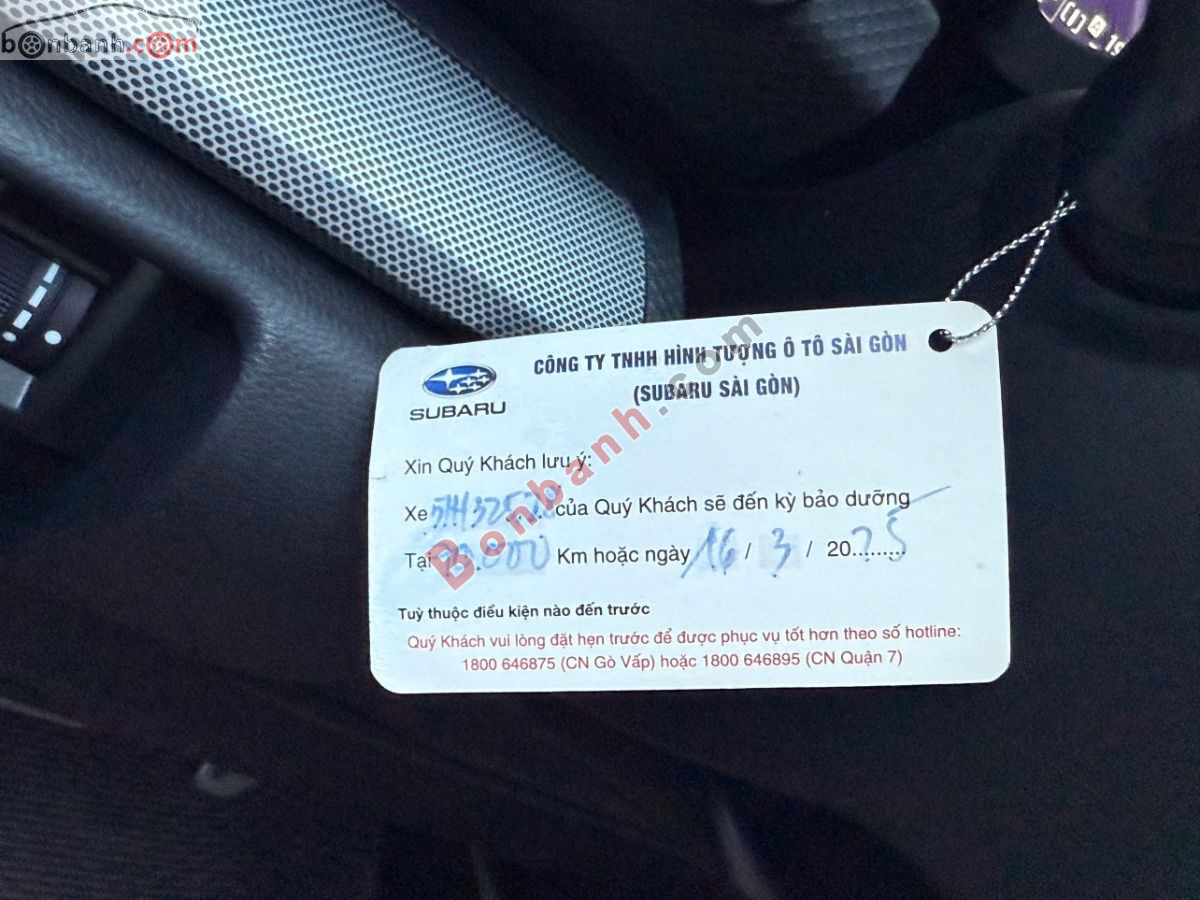 bonbanh.com
CÔNG TY TNHH HÌNH TƯỢNG Ô TÔ SÀI GÒN
(SUBARU SÀI GÒN)
SUBARU
Xin Quý Khách lưu ý:
Xe của Quý Khách sẽ đến kỳ bảo dưỡng
Tại Km hoặc ngày 16 / 3 / 2025
Tuỳ thuộc điều kiện nào đến trước
Quý Khách vui lòng đặt hẹn trước để được phục vụ tốt hơn theo số hotline:
1800 646875 (CN Gò Vấp) hoặc 1800 646895 (CN Quận 7)
Bonbanh.com